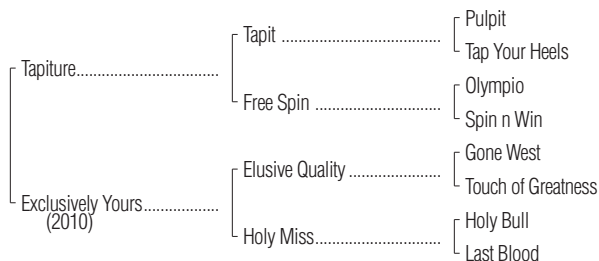 Pulpit
Tapit ..........................................
Tap Your Heels
Tapiture.....................................
Olympio
Free Spin .................................
Spin n Win
Gone West
Elusive Quality ........................
Touch of Greatness
Exclusively Yours...................
(2010)
Holy Bull
Holy Miss.................................
Last Blood